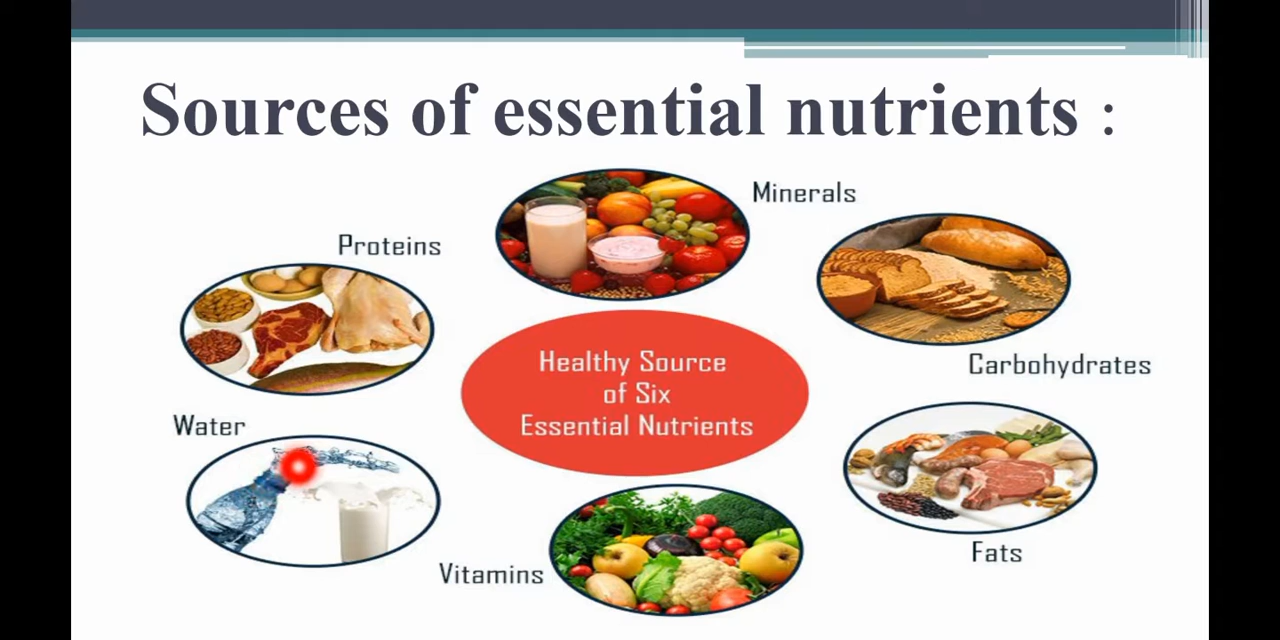 Sources of essential nutrients :
Minerals
Proteins
Carbohydrates
Healthy Source
of Six
Essential Nutrients
Water
Fats
Vitamins